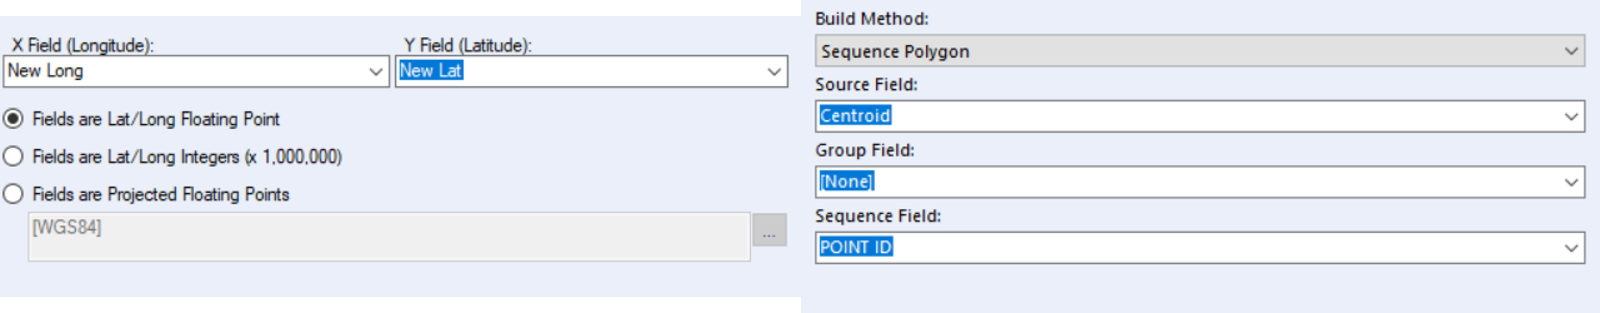 X Field (Longitude):
Y Field (Latitude):
New Long
New Lat
Fields are Lat/Long Floating Point
Fields are Lat/Long Integers (x 1,000,000)
Fields are Projected Floating Points
[WGS84]
...
Build Method:
Sequence Polygon
Source Field:
Centroid
Group Field:
[None]
Sequence Field:
POINT ID